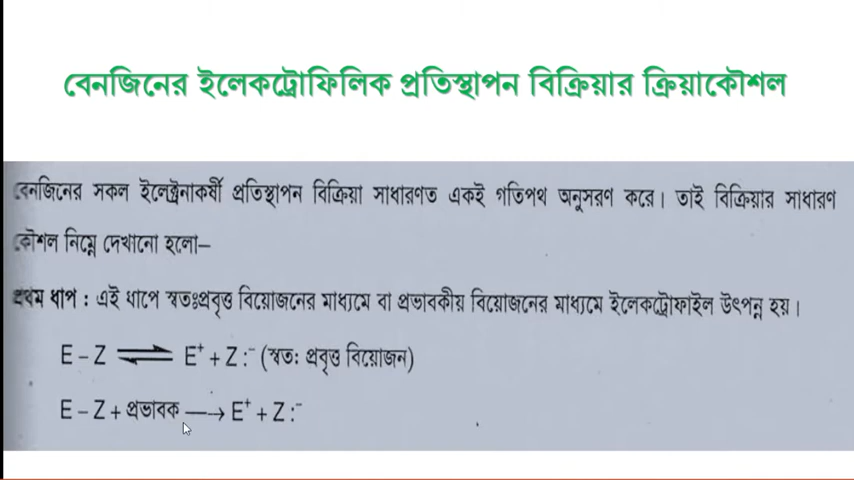 বেনজিনের ইলেকট্রোফিলিক প্রতিস্থাপন বিক্রিয়ার ক্রিয়াকৌশল
বেনজিনের সকল ইলেক্ট্রনাকর্ষী প্রতিস্থাপন বিক্রিয়া সাধারণত একই গতিপথ অনুসরণ করে। তাই বিক্রিয়ার সাধারণ
কৌশল নিম্নে দেখানো হলো–
প্রথম ধাপ : এই ধাপে স্বতঃপ্রবৃত্ত বিয়োজনের মাধ্যমে বা প্রভাবকীয় বিয়োজনের মাধ্যমে ইলেকট্রোফাইল উৎপন্ন হয়।
E – Z ⇌ E⁺ + Z :⁻ (স্বতঃ প্রবৃত্ত বিয়োজন)
E – Z + প্রভাবক ⟶ E⁺ + Z :⁻